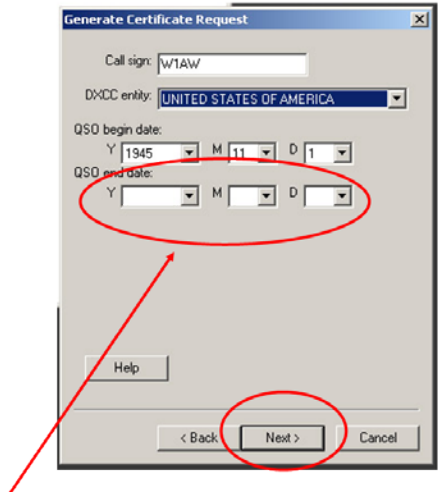 Generate Certificate Request
Call sign: W1AW
DXCC entity: UNITED STATES OF AMERICA
QSO begin date:
Y 1945 M 11 D 1
QSO end date:
Y M D
Help
< Back Next > Cancel